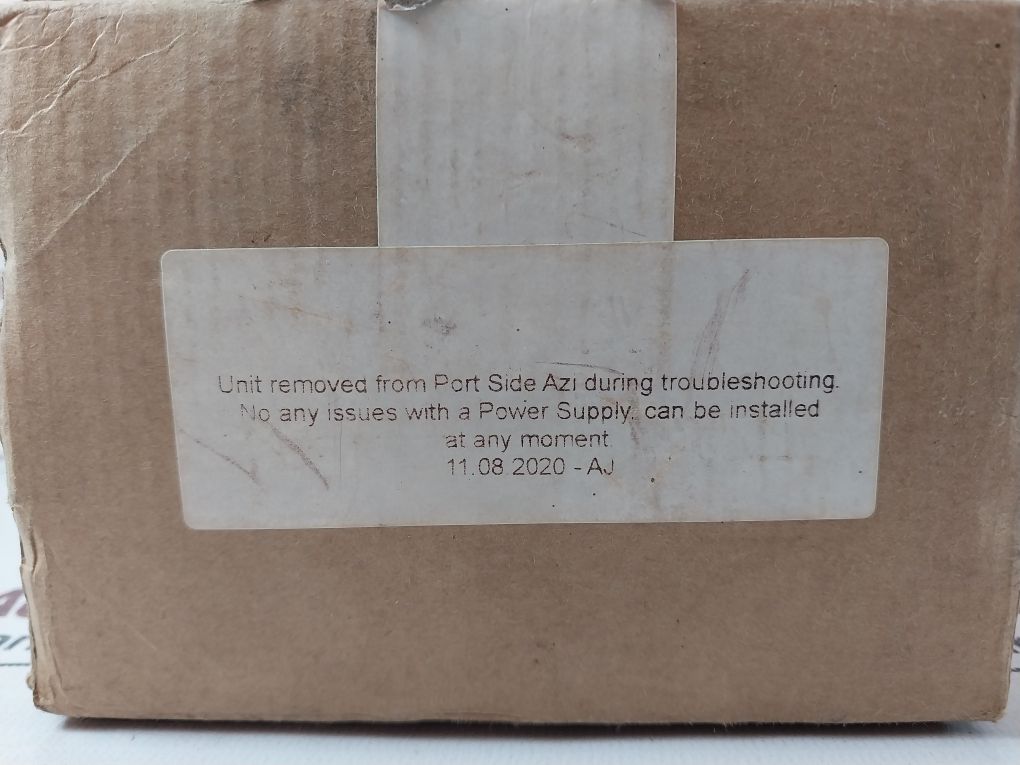 Unit removed from Port Side Azi during troubleshooting.
No any issues with a Power Supply, can be installed
at any moment.
11.08.2020 - AJ